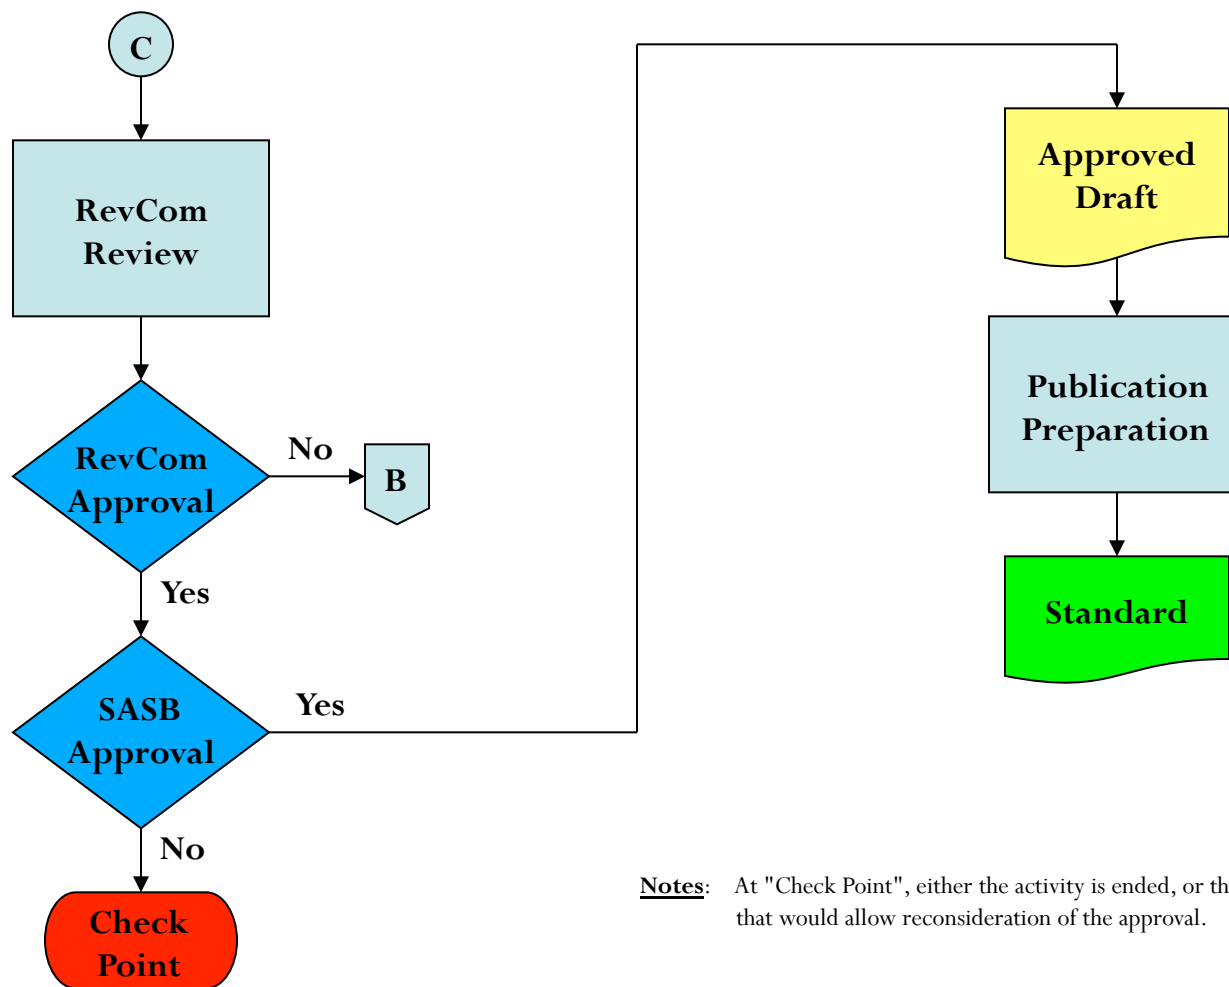 C
RevCom
Review
RevCom
Approval
No
B
Yes
SASB
Approval
Yes
No
Check
Point
Approved
Draft
Publication
Preparation
Standard
Notes: At "Check Point", either the activity is ended, or
that would allow reconsideration of the approval.